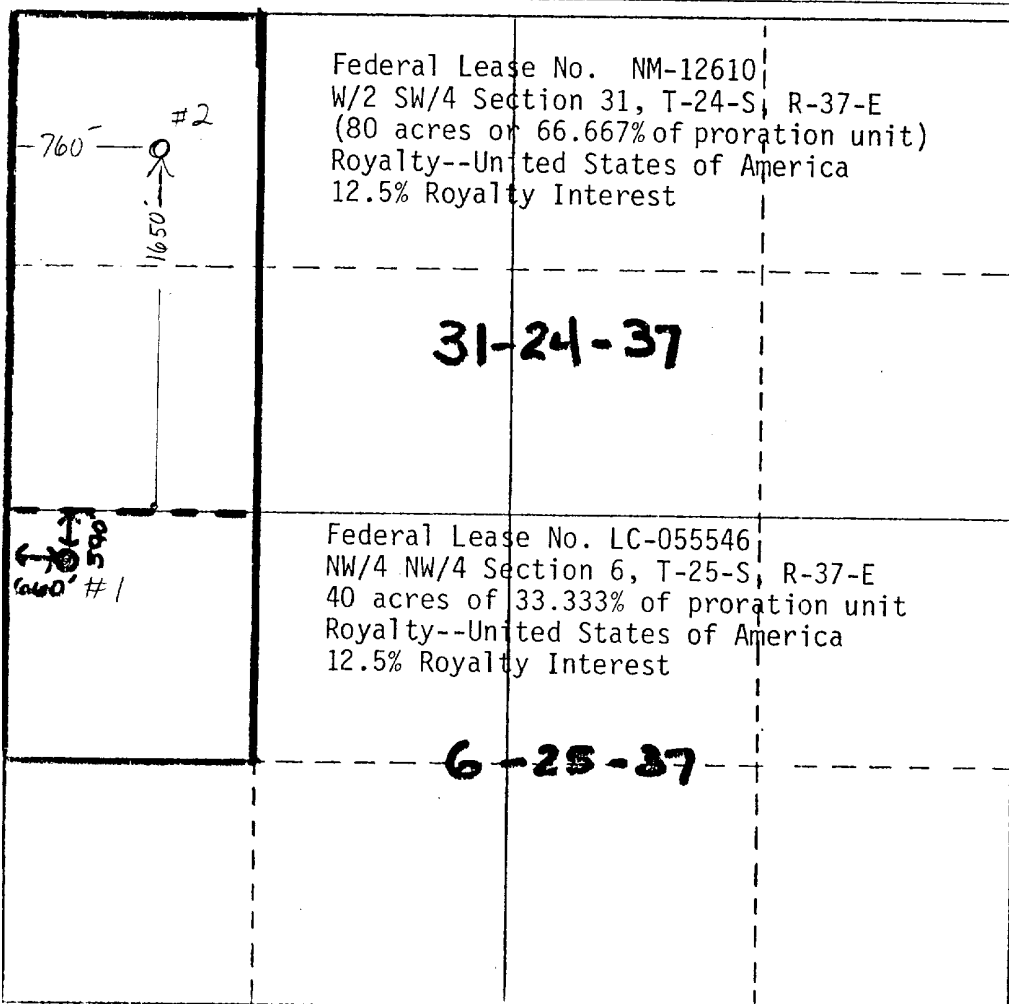 Federal Lease No. NM-12610
W/2 SW/4 Section 31, T-24-S, R-37-E
(80 acres or 66.667% of proration unit)
Royalty--United States of America
12.5% Royalty Interest
#2
760'
1650'
31-24-37
590'
660' #1
Federal Lease No. LC-055546
NW/4 NW/4 Section 6, T-25-S, R-37-E
40 acres of 33.333% of proration unit
Royalty--United States of America
12.5% Royalty Interest
6-25-37